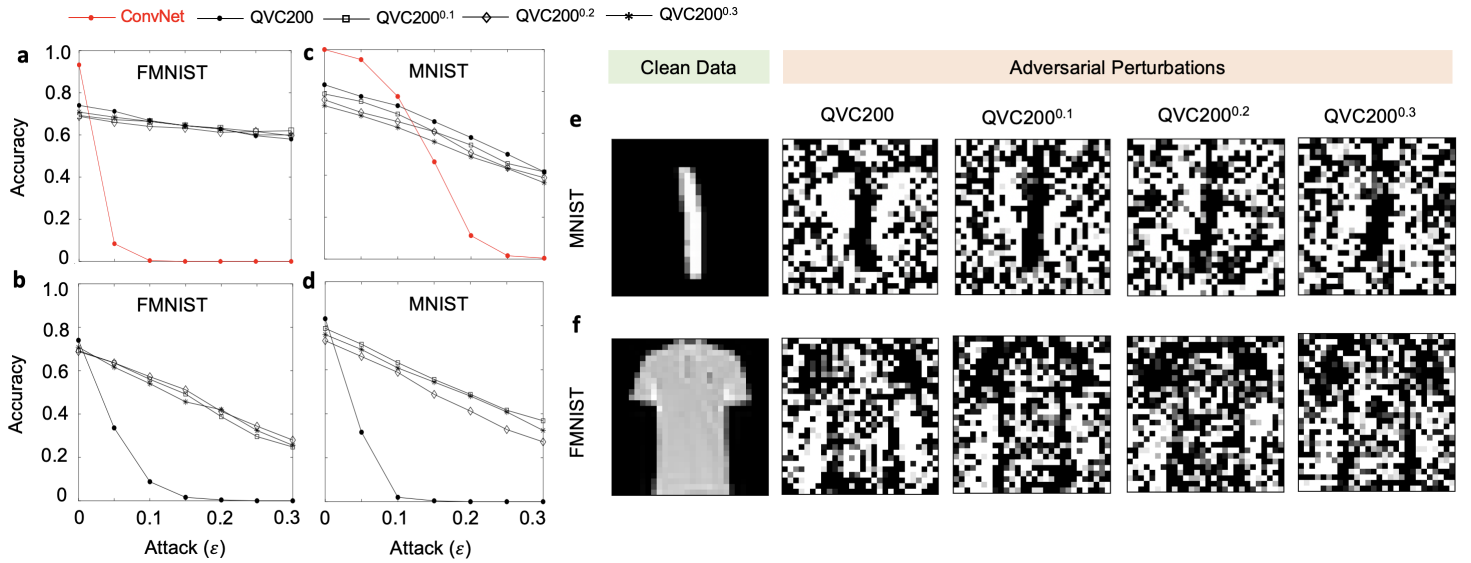 ConvNet QVC200 QVC200^0.1 QVC200^0.2 QVC200^0.3
a FMNIST
1.0
0.8
0.6
0.4
0.2
0
Accuracy
c MNIST
b FMNIST
1.0
0.8
0.6
0.4
0.2
0
Accuracy
d MNIST
0 0.1 0.2 0.3
0 0.1 0.2 0.3
Attack (ε)
Attack (ε)
Clean Data
Adversarial Perturbations
QVC200 QVC200^0.1 QVC200^0.2 QVC200^0.3
e
MNIST
f
FMNIST